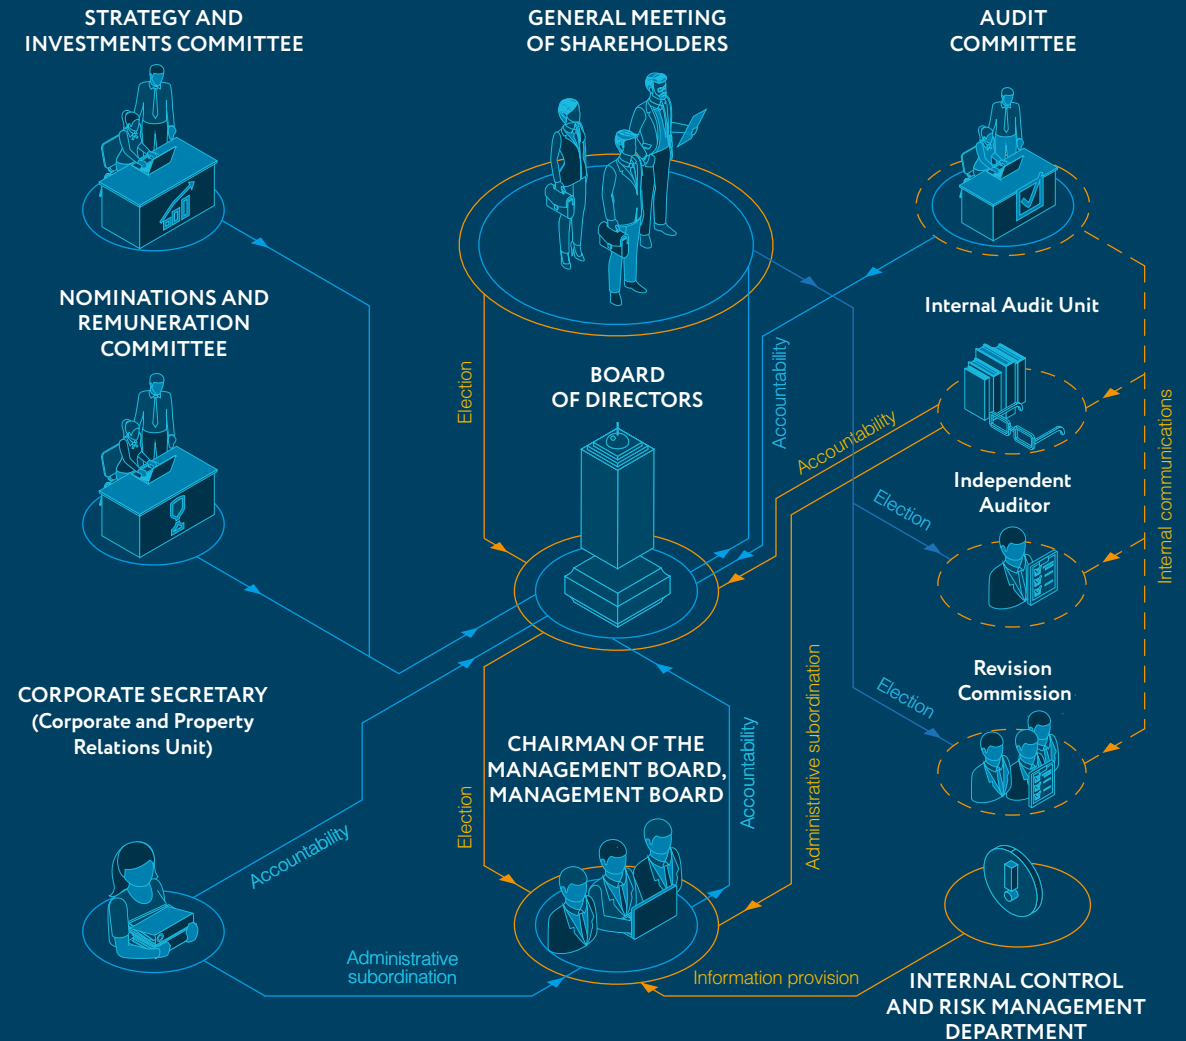 STRATEGY AND
INVESTMENTS COMMITTEE
GENERAL MEETING
OF SHAREHOLDERS
AUDIT
COMMITTEE
NOMINATIONS AND
REMUNERATION
COMMITTEE
Internal Audit Unit
Election
BOARD
OF DIRECTORS
Accountability
Accountability
Internal communications
Independent
Auditor
Election
CORPORATE SECRETARY
(Corporate and Property
Relations Unit)
Revision
Commission
Election
CHAIRMAN OF THE
MANAGEMENT BOARD,
MANAGEMENT BOARD
Election
Accountability
Administrative subordination
Accountability
Administrative
subordination
Information provision
INTERNAL CONTROL
AND RISK MANAGEMENT
DEPARTMENT